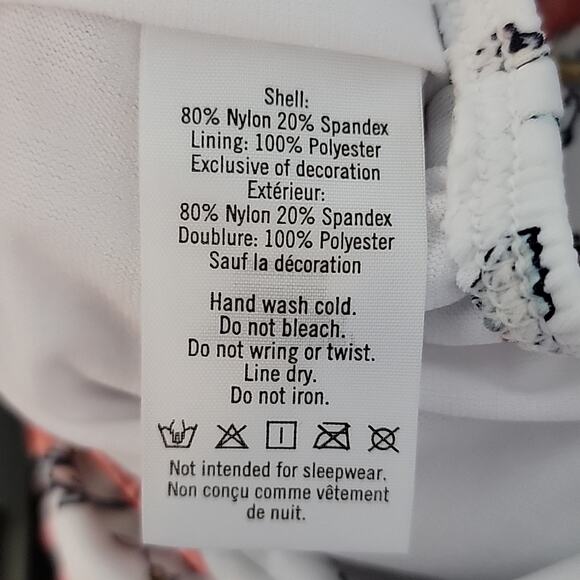 Shell:
80% Nylon 20% Spandex
Lining: 100% Polyester
Exclusive of decoration
Extérieur:
80% Nylon 20% Spandex
Doublure: 100% Polyester
Sauf la décoration
Hand wash cold.
Do not bleach.
Do not wring or twist.
Line dry.
Do not iron.
Not intended for sleepwear.
Non conçu comme vêtement
de nuit.